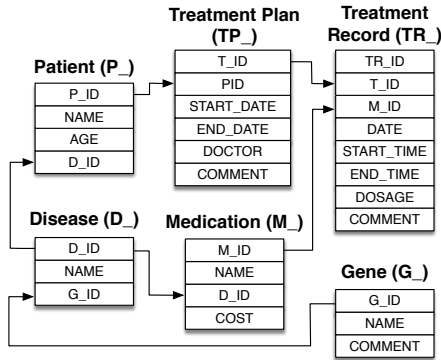 Treatment Plan
(TP_)
T_ID
PID
START_DATE
END_DATE
DOCTOR
COMMENT
Treatment
Record (TR_)
TR_ID
T_ID
M_ID
DATE
START_TIME
END_TIME
DOSAGE
COMMENT
Patient (P_)
P_ID
NAME
AGE
D_ID
Disease (D_)
D_ID
NAME
G_ID
Medication (M_)
M_ID
NAME
D_ID
COST
Gene (G_)
G_ID
NAME
COMMENT